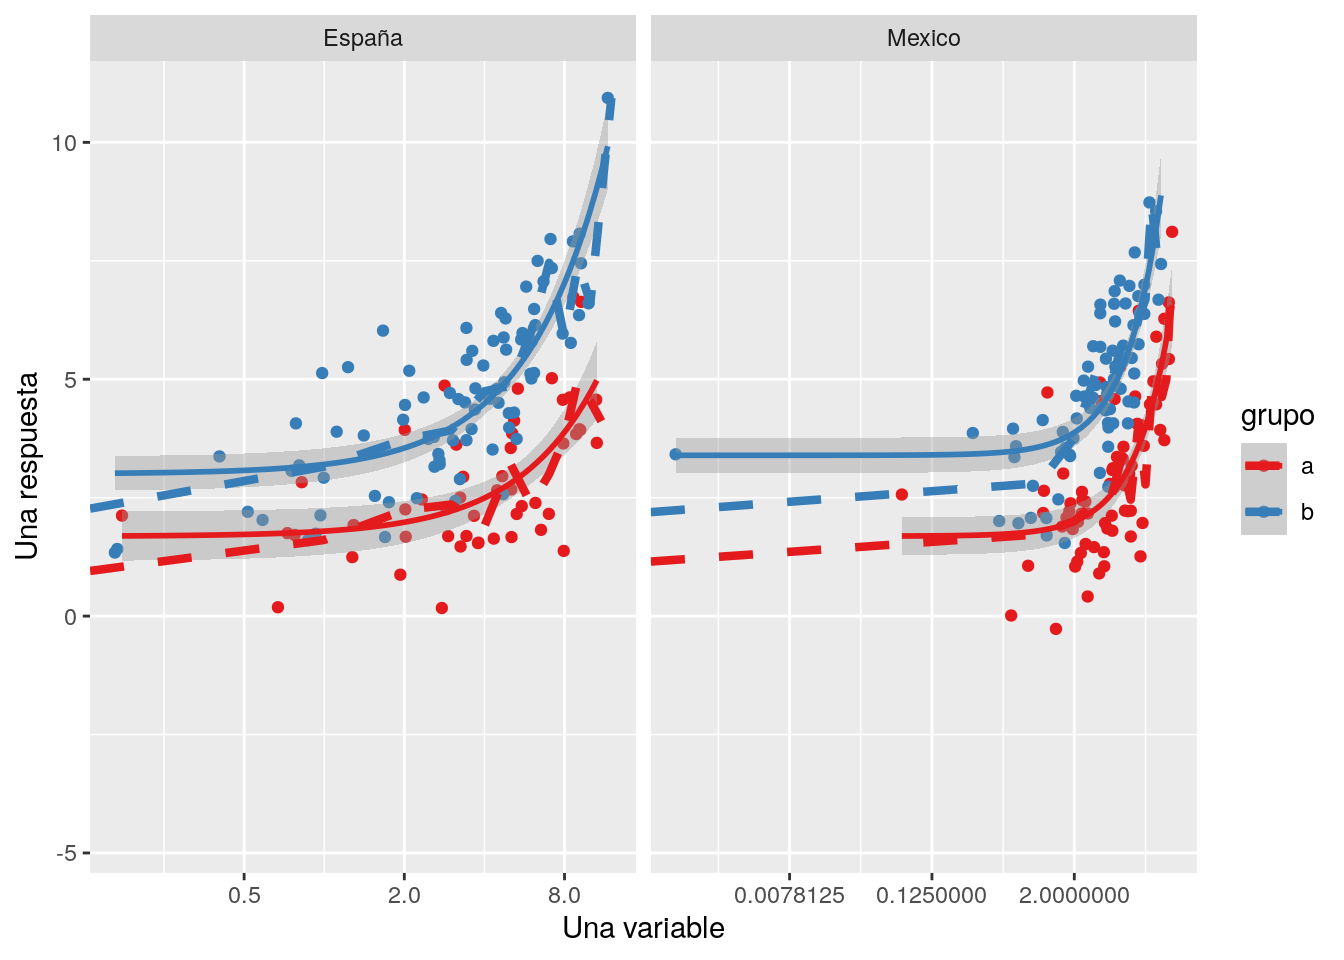 España
Mexico
10
5
0
-5
Una respuesta
0.5
2.0
8.0
0.0078125
0.1250000
2.0000000
Una variable
grupo
a
b